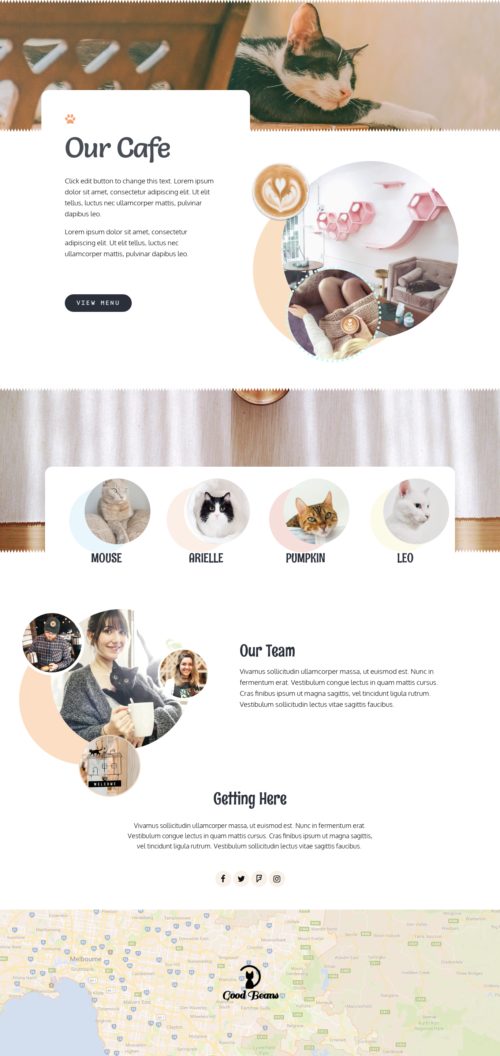 Our Cafe
Click edit button to change this text. Lorem ipsum
dolor sit amet, consectetur adipiscing elit. Ut elit
tellus, luctus nec ullamcorper mattis, pulvinar
dapibus leo.
Lorem ipsum dolor sit amet, consectetur
adipiscing elit. Ut elit tellus, luctus nec
ullamcorper mattis, pulvinar dapibus leo.
VIEW MENU
MOUSE
ARIELLE
PUMPKIN
LEO
Our Team
Vivamus sollicitudin ullamcorper massa, ut euismod est. Nunc in
fermentum erat. Vestibulum congue lectus in quam mattis cursus.
Cras finibus ipsum ut magna sagittis, vel tincidunt ligula rutrum.
Vestibulum sollicitudin lectus vitae sagittis faucibus.
WELCOME
Getting Here
Vivamus sollicitudin ullamcorper massa, ut euismod est. Nunc in fermentum erat.
Vestibulum congue lectus in quam mattis cursus. Cras finibus ipsum ut magna sagittis,
vel tincidunt ligula rutrum. Vestibulum sollicitudin lectus vitae sagittis faucibus.
Melbourne
Good Beans